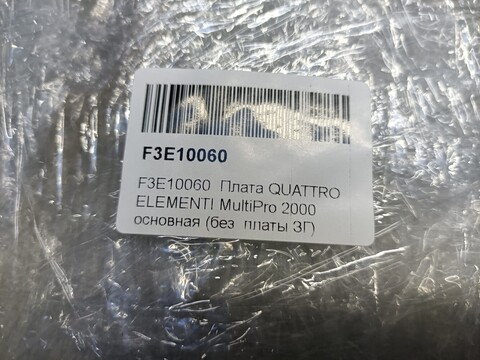 F3E10060
F3E10060 Плата QUATTRO
ELEMENTI MultiPro 2000
основная (без платы ЗГ)